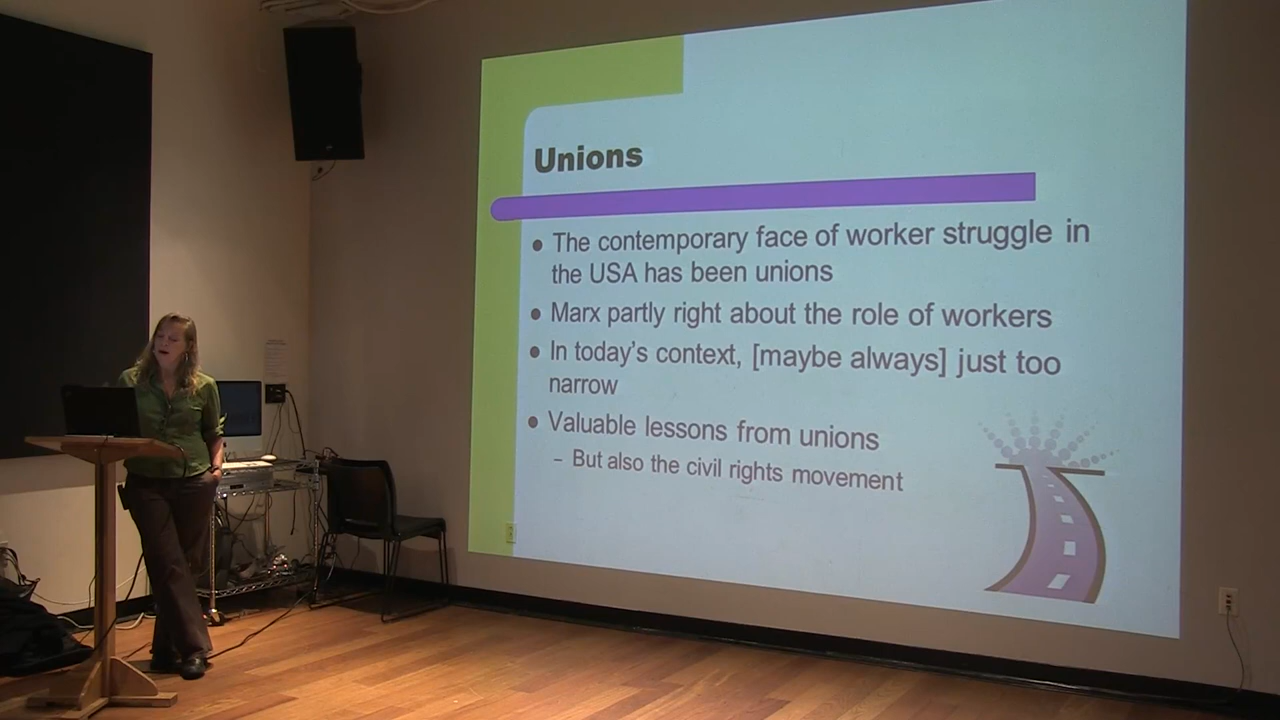 Unions
• The contemporary face of worker struggle in
the USA has been unions
• Marx partly right about the role of workers
• In today's context, [maybe always] just too
narrow
• Valuable lessons from unions
– But also the civil rights movement